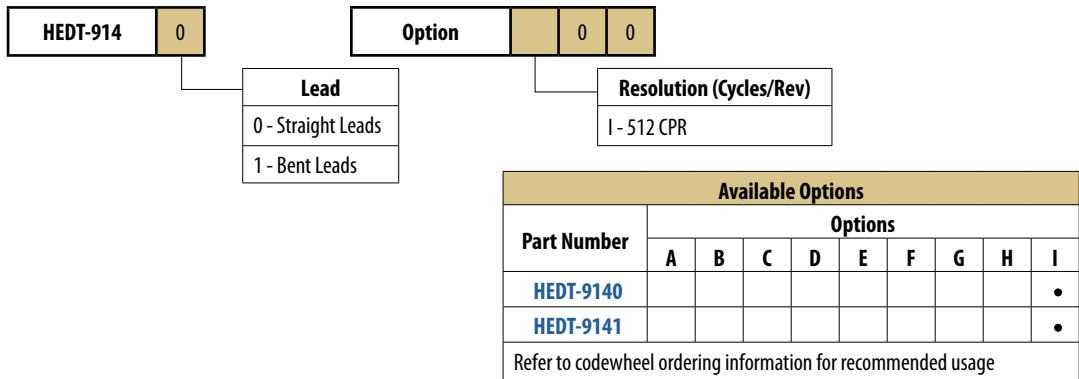 HEDT-914 0 Option 0 0
Lead
0 - Straight Leads
1 - Bent Leads
Resolution (Cycles/Rev)
I - 512 CPR
Available Options
Part Number Options
A B C D E F G H I
HEDT-9140 •
HEDT-9141 •
Refer to codewheel ordering information for recommended usage